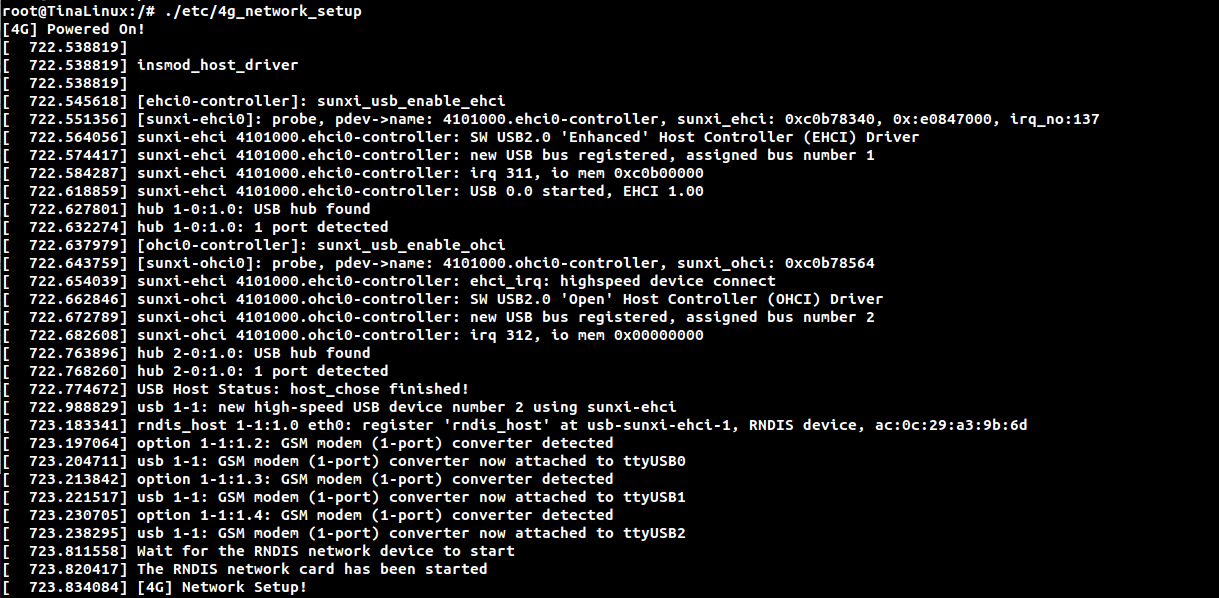 root@TinaLinux:/# ./etc/4g_network_setup
[4G] Powered On!
[  722.538819]
[  722.538819] insmod_host_driver
[  722.538819]
[  722.545618] [ehci0-controller]: sunxi_usb_enable_ehci
[  722.551356] [sunxi-ehci0]: probe, pdev->name: 4101000.ehci0-controller, sunxi_ehci: 0xc0b78340, 0x:e0847000, irq_no:137
[  722.564056] sunxi-ehci 4101000.ehci0-controller: SW USB2.0 'Enhanced' Host Controller (EHCI) Driver
[  722.574417] sunxi-ehci 4101000.ehci0-controller: new USB bus registered, assigned bus number 1
[  722.584287] sunxi-ehci 4101000.ehci0-controller: irq 311, io mem 0xc0b00000
[  722.618859] sunxi-ehci 4101000.ehci0-controller: USB 0.0 started, EHCI 1.00
[  722.627801] hub 1-0:1.0: USB hub found
[  722.632274] hub 1-0:1.0: 1 port detected
[  722.637979] [ohci0-controller]: sunxi_usb_enable_ohci
[  722.643759] [sunxi-ohci0]: probe, pdev->name: 4101000.ohci0-controller, sunxi_ohci: 0xc0b78564
[  722.654039] sunxi-ehci 4101000.ehci0-controller: ehci_irq: highspeed device connect
[  722.662846] sunxi-ohci 4101000.ohci0-controller: SW USB2.0 'Open' Host Controller (OHCI) Driver
[  722.672789] sunxi-ohci 4101000.ohci0-controller: new USB bus registered, assigned bus number 2
[  722.682608] sunxi-ohci 4101000.ohci0-controller: irq 312, io mem 0x00000000
[  722.763896] hub 2-0:1.0: USB hub found
[  722.768260] hub 2-0:1.0: 1 port detected
[  722.774672] USB Host Status: host_chose finished!
[  722.988829] usb 1-1: new high-speed USB device number 2 using sunxi-ehci
[  723.183341] rndis_host 1-1:1.0 eth0: register 'rndis_host' at usb-sunxi-ehci-1, RNDIS device, ac:0c:29:a3:9b:6d
[  723.197064] option 1-1:1.2: GSM modem (1-port) converter detected
[  723.204711] usb 1-1: GSM modem (1-port) converter now attached to ttyUSB0
[  723.213842] option 1-1:1.3: GSM modem (1-port) converter detected
[  723.221517] usb 1-1: GSM modem (1-port) converter now attached to ttyUSB1
[  723.230705] option 1-1:1.4: GSM modem (1-port) converter detected
[  723.238295] usb 1-1: GSM modem (1-port) converter now attached to ttyUSB2
[  723.811558] Wait for the RNDIS network device to start
[  723.820417] The RNDIS network card has been started
[  723.834084] [4G] Network Setup!